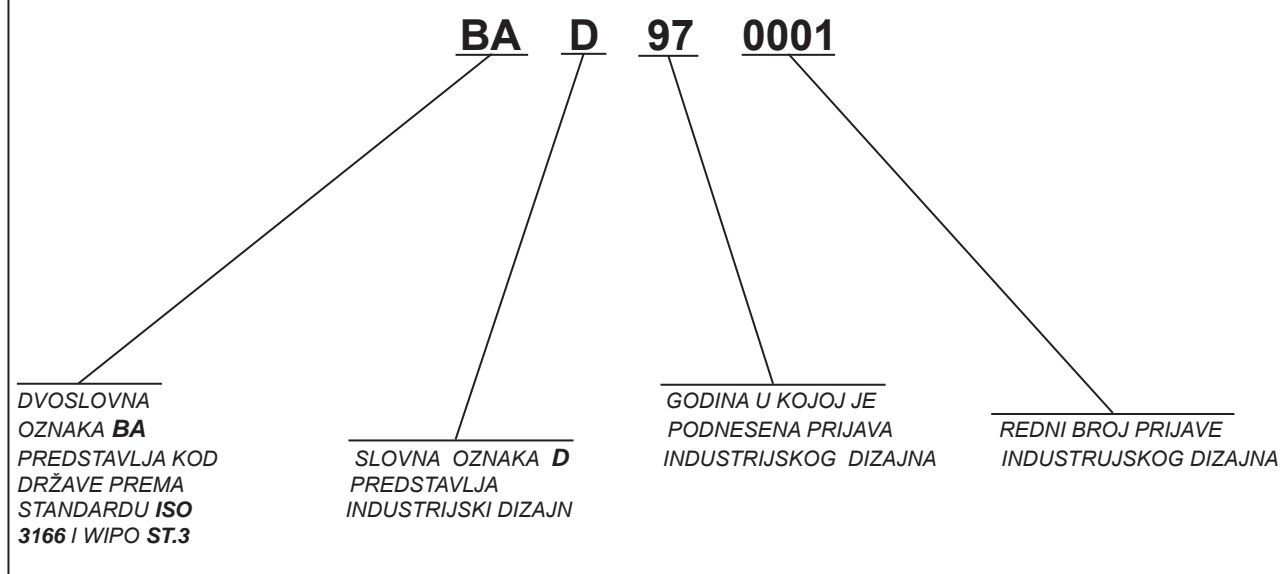 BA D 97 0001
DVOSLOVNA
OZNAKA BA
PREDSTAVLJA KOD
DRŽAVE PREMA
STANDARDU ISO
3166 I WIPO ST.3
SLOVNA OZNAKA D
PREDSTAVLJA
INDUSTRIJSKI DIZAJN
GODINA U KOJOJ JE
PODNESENA PRIJAVA
INDUSTRIJSKOG DIZAJNA
REDNI BROJ PRIJAVE
INDUSTRUJSKOG DIZAJNA